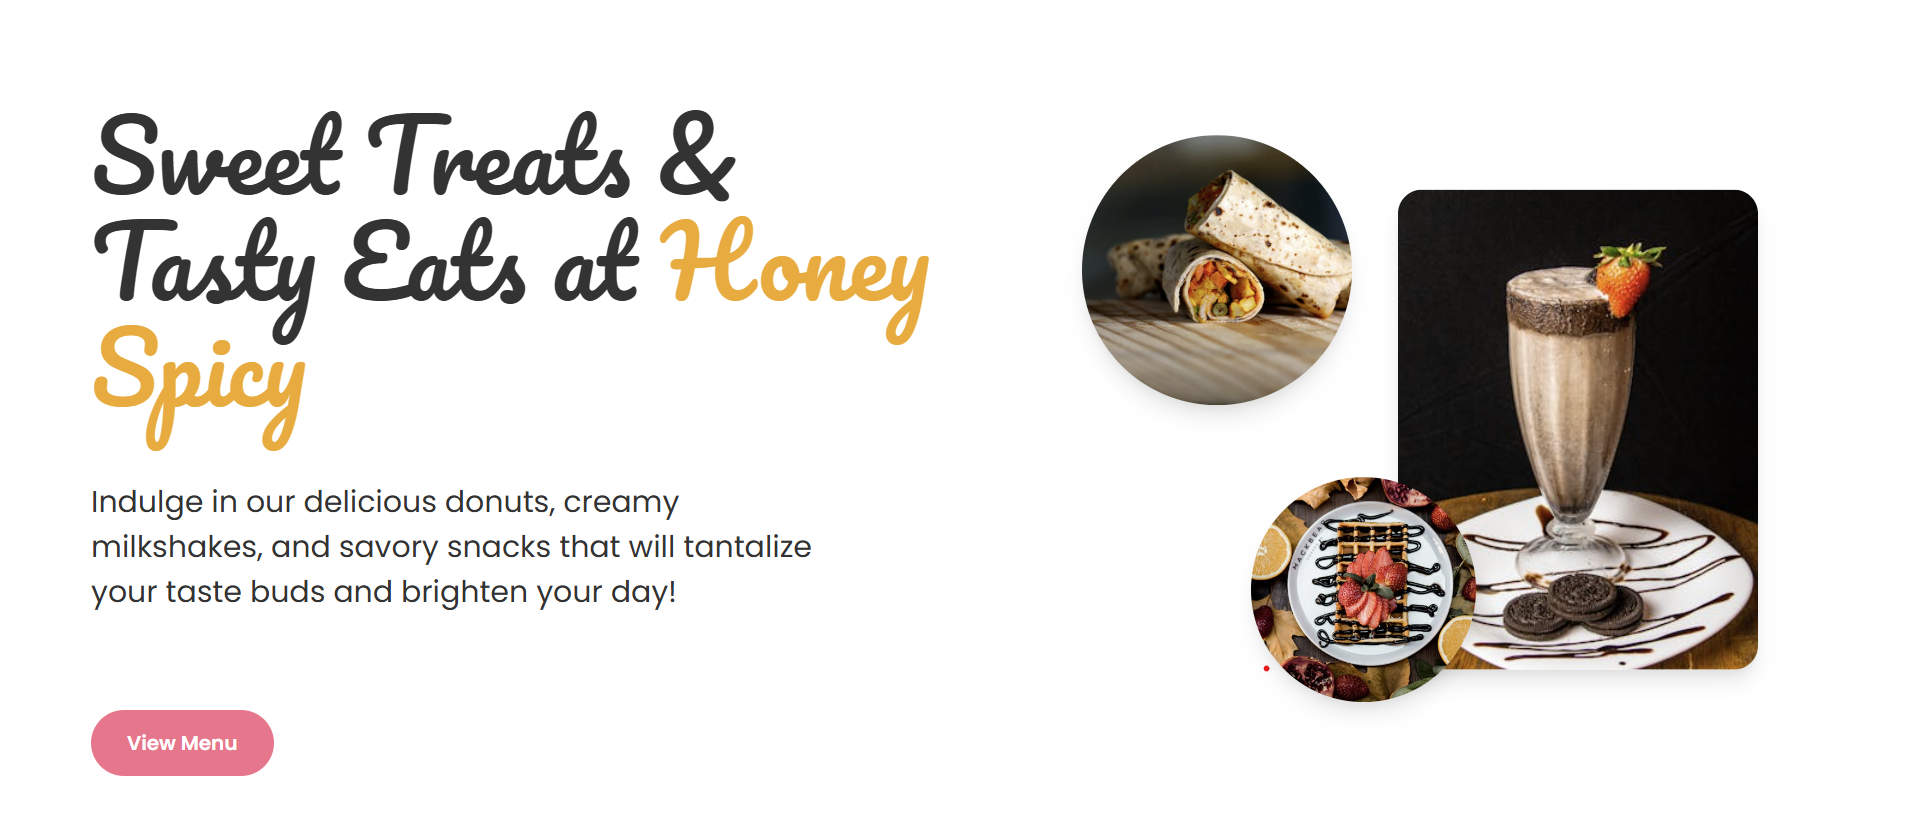 Sweet Treats &
Tasty Eats at Honey
Spicy
Indulge in our delicious donuts, creamy
milkshakes, and savory snacks that will tantalize
your taste buds and brighten your day!
View Menu